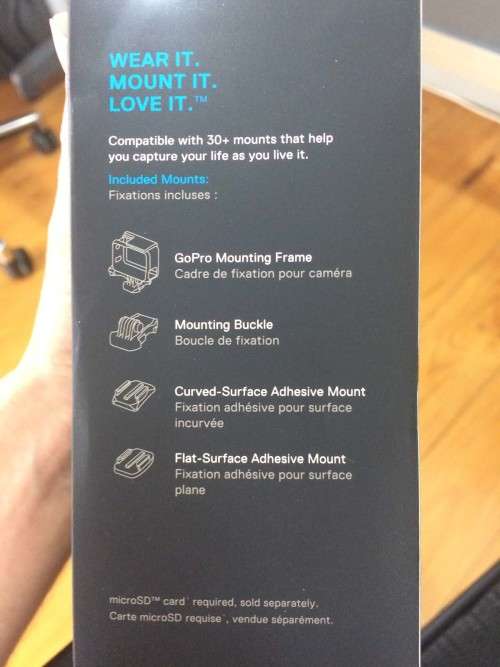 WEAR IT.
MOUNT IT.
LOVE IT.™
Compatible with 30+ mounts that help
you capture your life as you live it.
Included Mounts:
Fixations incluses :
GoPro Mounting Frame
Cadre de fixation pour caméra
Mounting Buckle
Boucle de fixation
Curved-Surface Adhesive Mount
Fixation adhésive pour surface
incurvée
Flat-Surface Adhesive Mount
Fixation adhésive pour surface
plane
microSD™ card* required, sold separately.
Carte microSD requise*, vendue séparément.